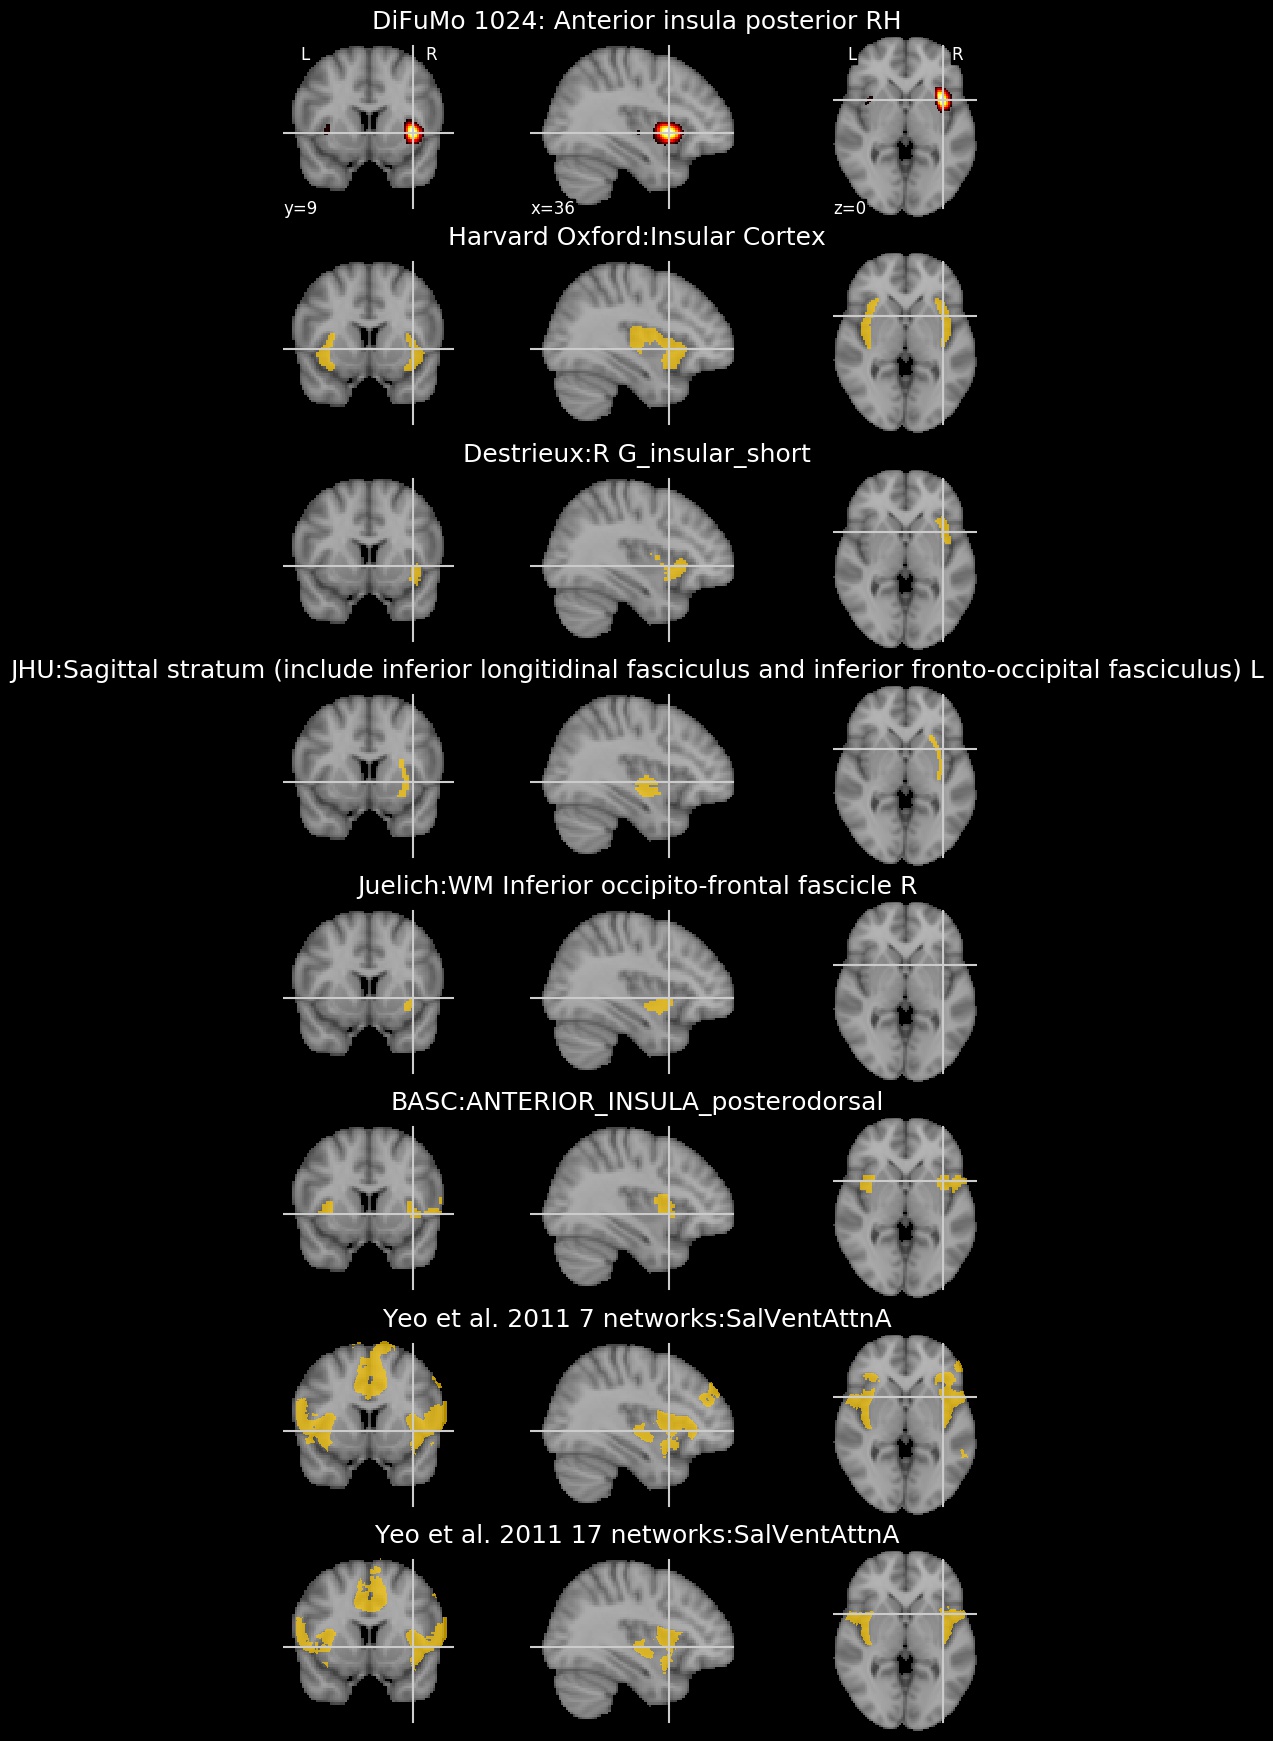 DiFuMo 1024: Anterior insula posterior RH
L R L R
y=9 x=36 z=0
Harvard Oxford:Insular Cortex
Destrieux:R G_insular_short
JHU:Sagittal stratum (include inferior longitidinal fasciculus and inferior fronto-occipital fasciculus) L
Juelich:WM Inferior occipito-frontal fascicle R
BASC:ANTERIOR_INSULA_posterodorsal
Yeo et al. 2011 7 networks:SalVentAttnA
Yeo et al. 2011 17 networks:SalVentAttnA